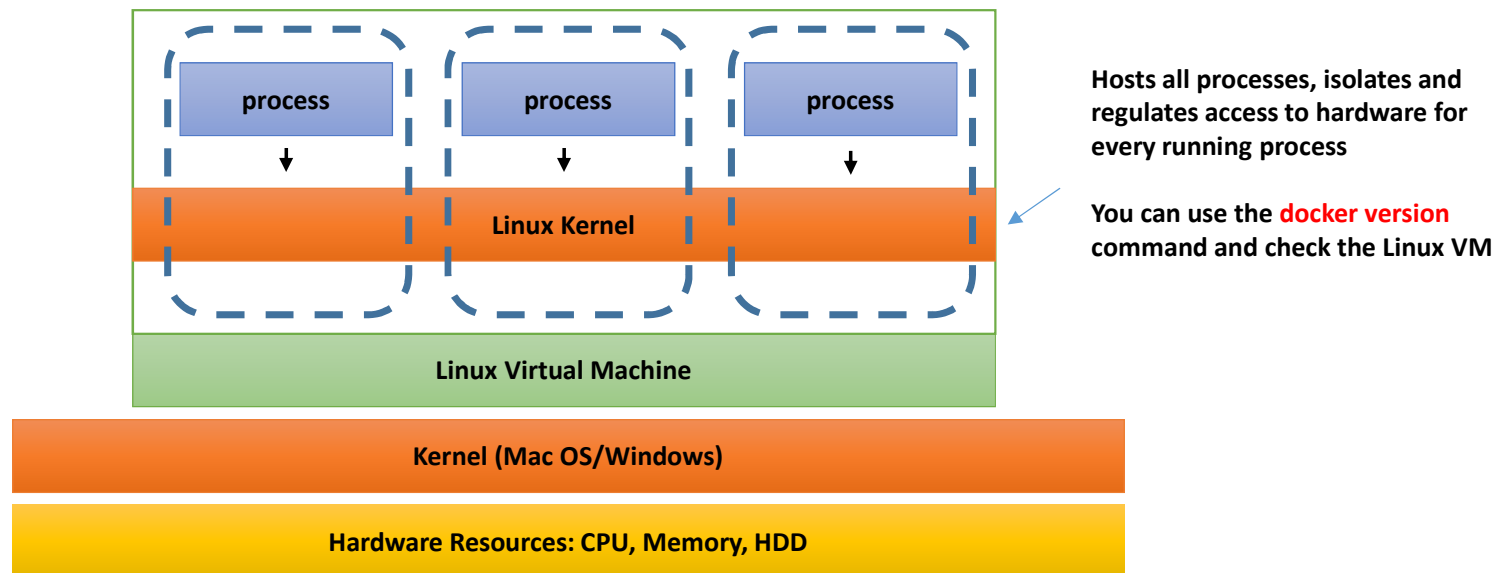 process
process
process
Hosts all processes, isolates and
regulates access to hardware for
every running process
Linux Kernel
You can use the docker version
command and check the Linux VM
Linux Virtual Machine
Kernel (Mac OS/Windows)
Hardware Resources: CPU, Memory, HDD